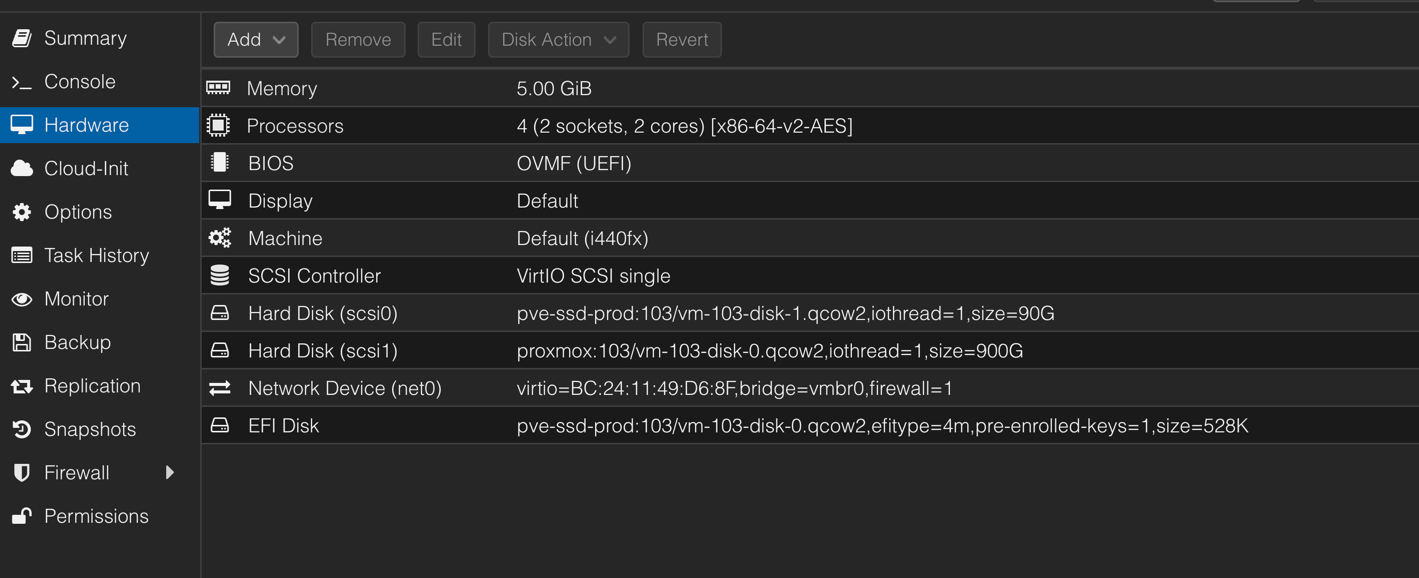 Summary
Console
Hardware
Cloud-Init
Options
Task History
Monitor
Backup
Replication
Snapshots
Firewall
Permissions
Add Remove Edit Disk Action Revert
Memory 5.00 GiB
Processors 4 (2 sockets, 2 cores) [x86-64-v2-AES]
BIOS OVMF (UEFI)
Display Default
Machine Default (i440fx)
SCSI Controller VirtIO SCSI single
Hard Disk (scsi0) pve-ssd-prod:103/vm-103-disk-1.qcow2,iothread=1,size=90G
Hard Disk (scsi1) proxmox:103/vm-103-disk-0.qcow2,iothread=1,size=900G
Network Device (net0) virtio=BC:24:11:49:D6:8F,bridge=vmbr0,firewall=1
EFI Disk pve-ssd-prod:103/vm-103-disk-0.qcow2,efitype=4m,pre-enrolled-keys=1,size=528K